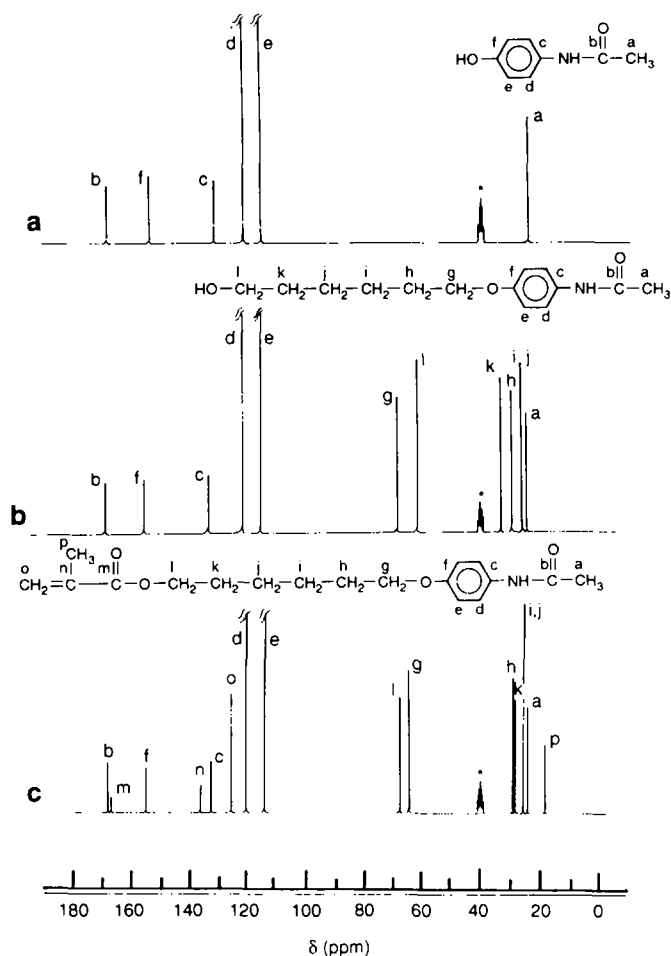 O
f c b|| a
HO NH—C—CH₃
e d
d e
a
b f c
*
a
O
l k j i h g f c b|| a
HO—CH₂—CH₂—CH₂—CH₂—CH₂—CH₂—O NH—C—CH₃
e d
d e
l
i j
k
g h
a
b f c
*
b
p
CH₃ O O
o n| m|| l k j i h g f c b|| a
CH₂=C—C—O—CH₂—CH₂—CH₂—CH₂—CH₂—CH₂—O NH—C—CH₃
e d
i,j
d e
o g
h
l k
a
b f c p
n
m
*
c
180 160 140 120 100 80 60 40 20 0
δ (ppm)